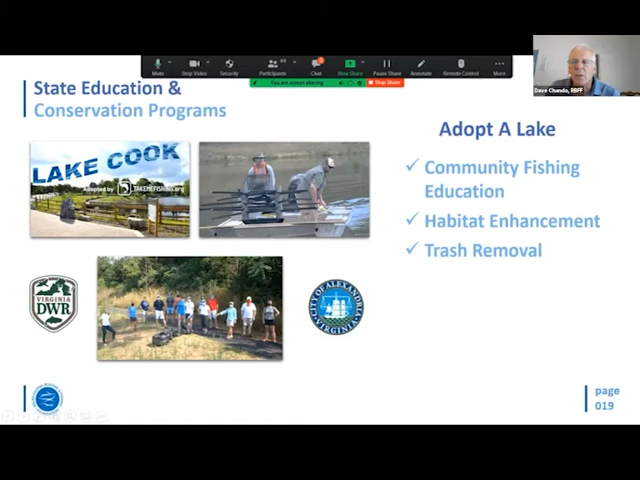 Mute
Stop Video
Security
Participants
44
Chat
New Share
Pause Share
Annotate
Remote Control
More
You are screen sharing
Stop Share
Dave Chanda, RBFF
State Education &
Conservation Programs
LAKE COOK
Adopted by TAKEMEFISHING.org
Adopt A Lake
✓ Community Fishing
Education
✓ Habitat Enhancement
✓ Trash Removal
VIRGINIA
DWR
CITY OF ALEXANDRIA
VIRGINIA
page
019